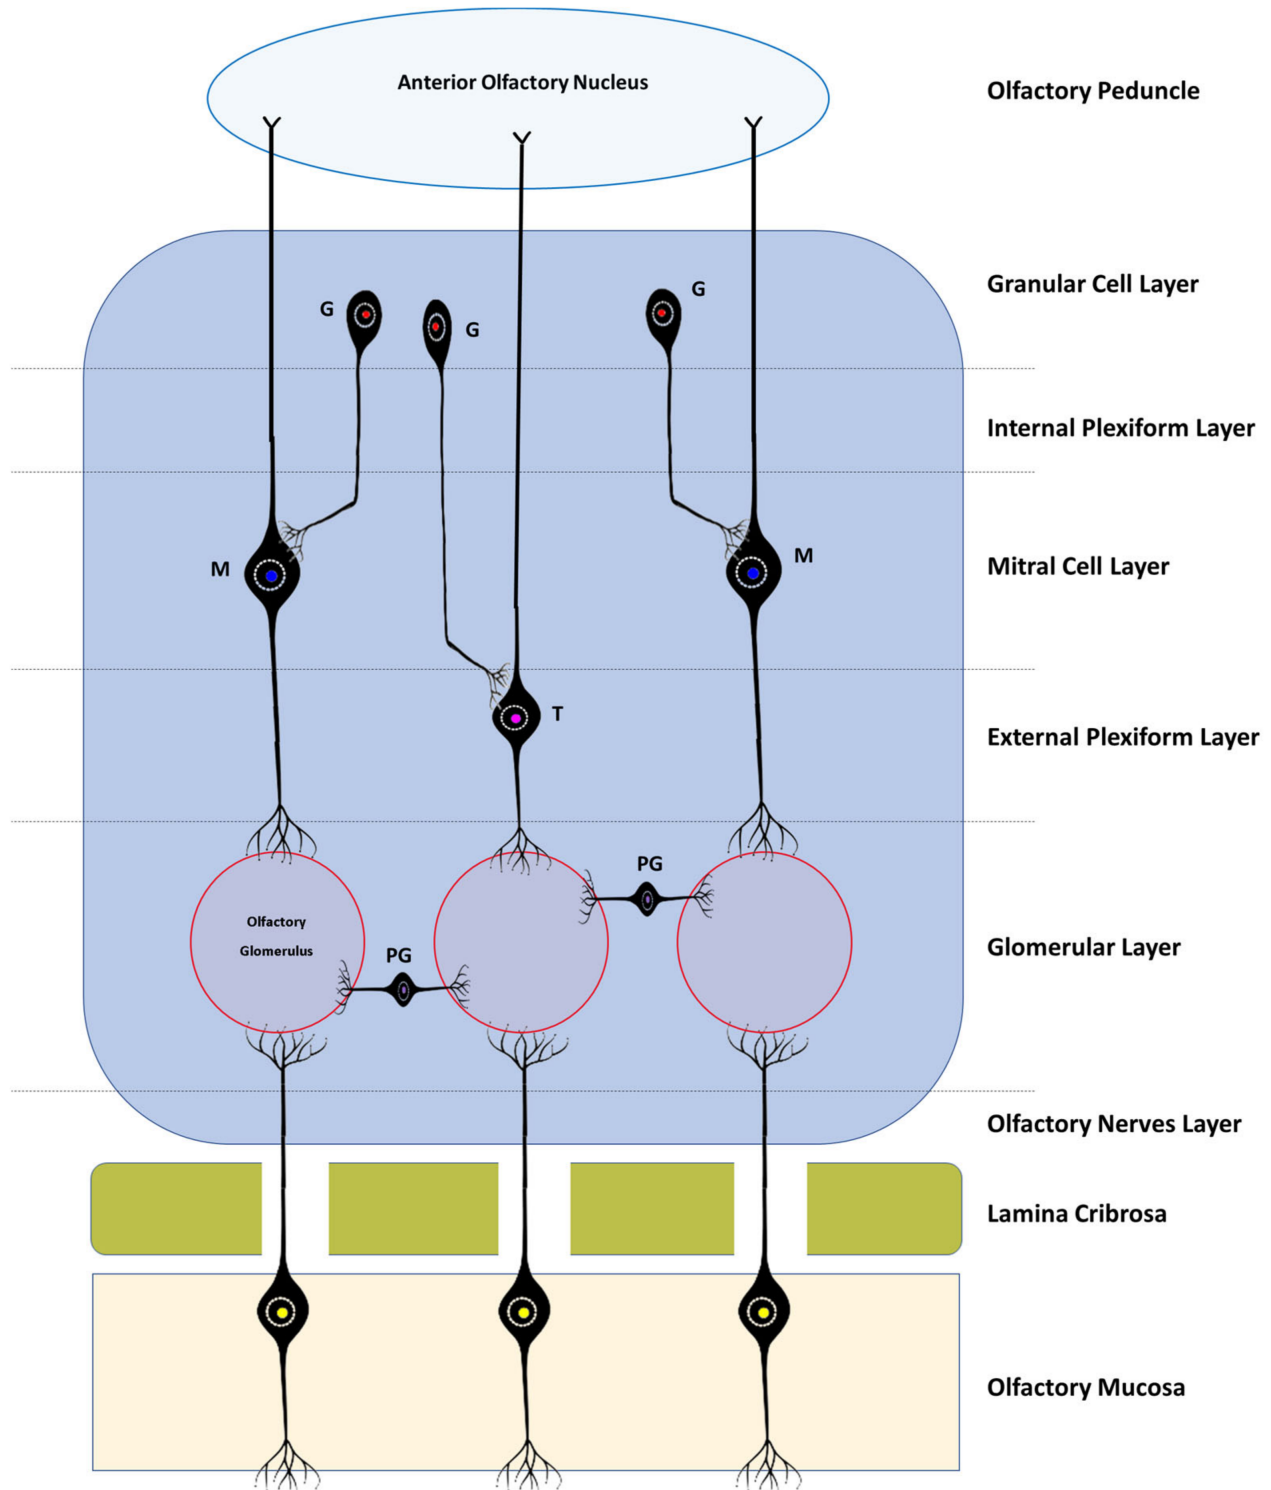 Anterior Olfactory Nucleus
Olfactory Peduncle
Granular Cell Layer
G
G
G
Internal Plexiform Layer
M
M
Mitral Cell Layer
T
External Plexiform Layer
PG
Olfactory
Glomerulus
PG
Glomerular Layer
Olfactory Nerves Layer
Lamina Cribrosa
Olfactory Mucosa